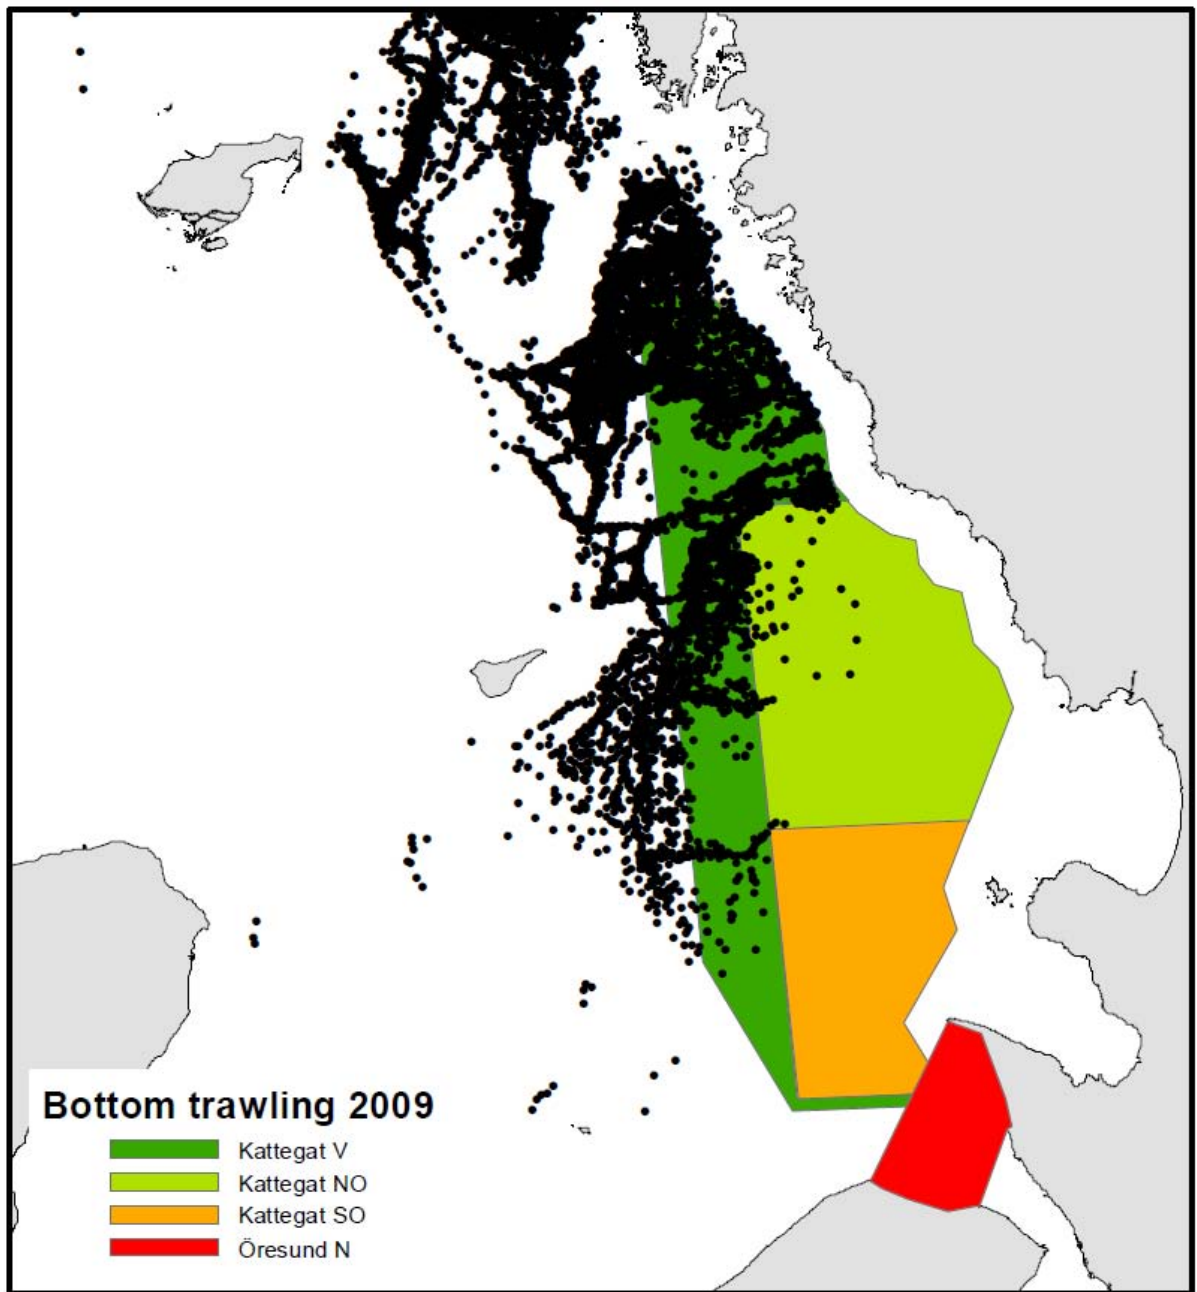 Bottom trawling 2009
Kattegat V
Kattegat NO
Kattegat SO
Öresund N